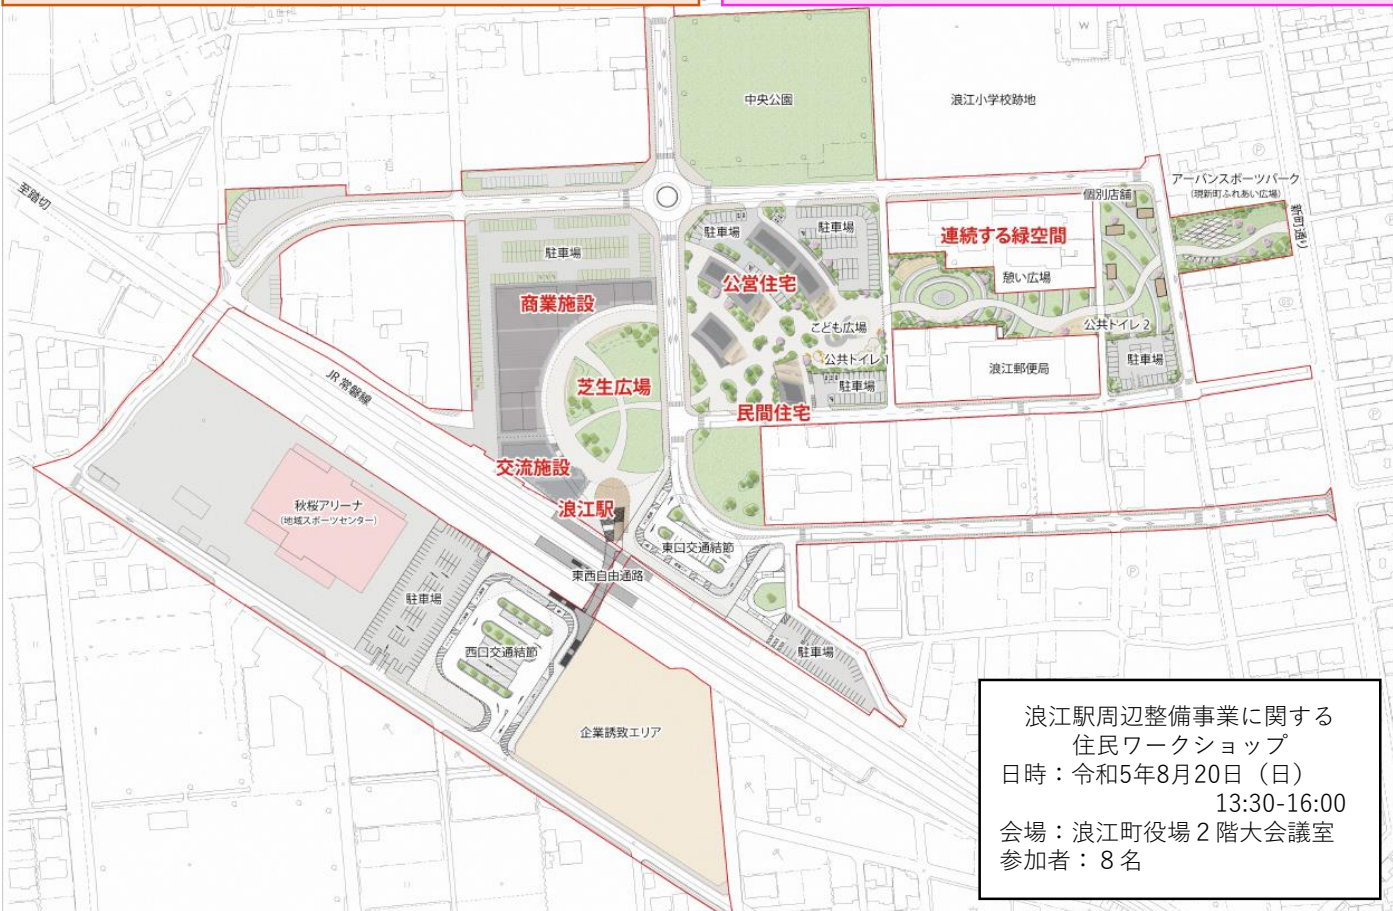 中央公園
浪江小学校跡地
W
至踏切
アーバンスポーツパーク
(現新町ふれあい広場)
個別店舗
新町通り
駐車場
駐車場
駐車場
連続する緑空間
商業施設
公営住宅
憩い広場
こども広場
公共トイレ2
公共トイレ1
駐車場
浪江郵便局
駐車場
JR常磐線
芝生広場
民間住宅
交流施設
浪江駅
秋桜アリーナ
(地域スポーツセンター)
東口交通結節
東西自由通路
駐車場
西口交通結節
駐車場
企業誘致エリア
浪江駅周辺整備事業に関する
住民ワークショップ
日時：令和5年8月20日（日）
13:30-16:00
会場：浪江町役場２階大会議室
参加者：８名